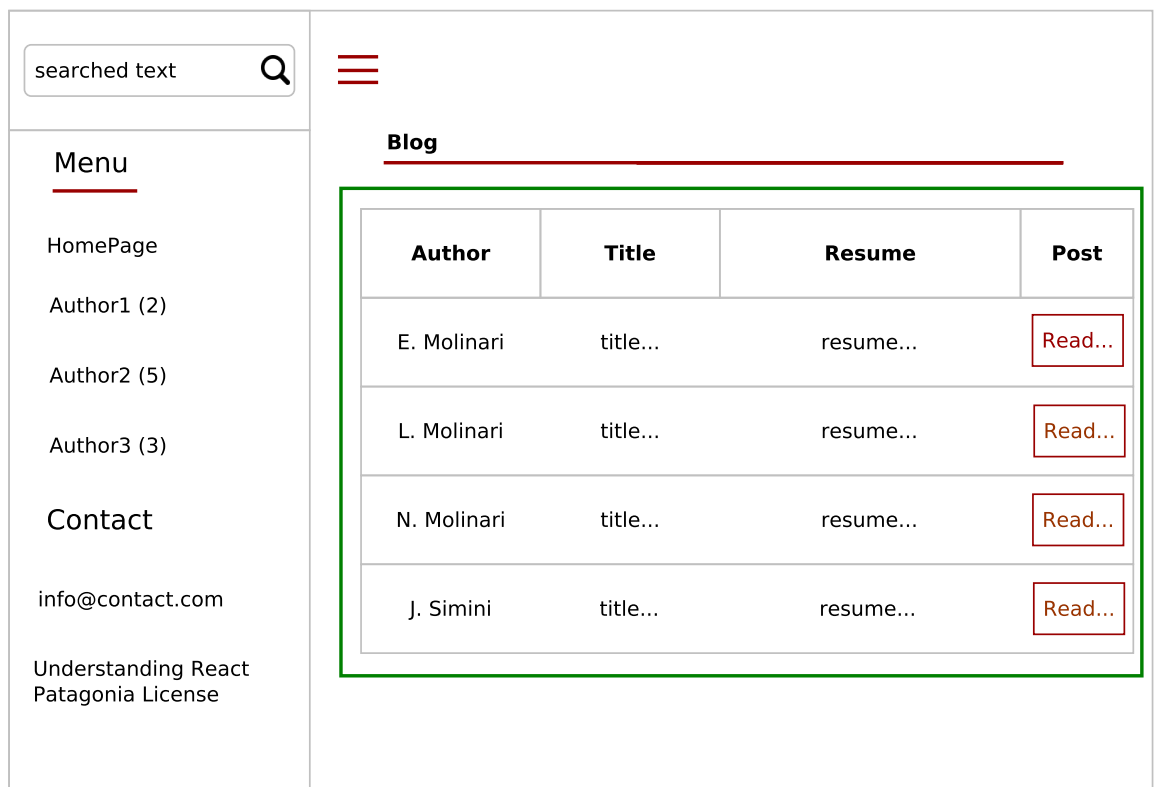 searched text
Menu
HomePage
Author1 (2)
Author2 (5)
Author3 (3)
Contact
info@contact.com
Understanding React
Patagonia License
Blog
Author Title Resume Post
E. Molinari title... resume... Read...
L. Molinari title... resume... Read...
N. Molinari title... resume... Read...
J. Simini title... resume... Read...